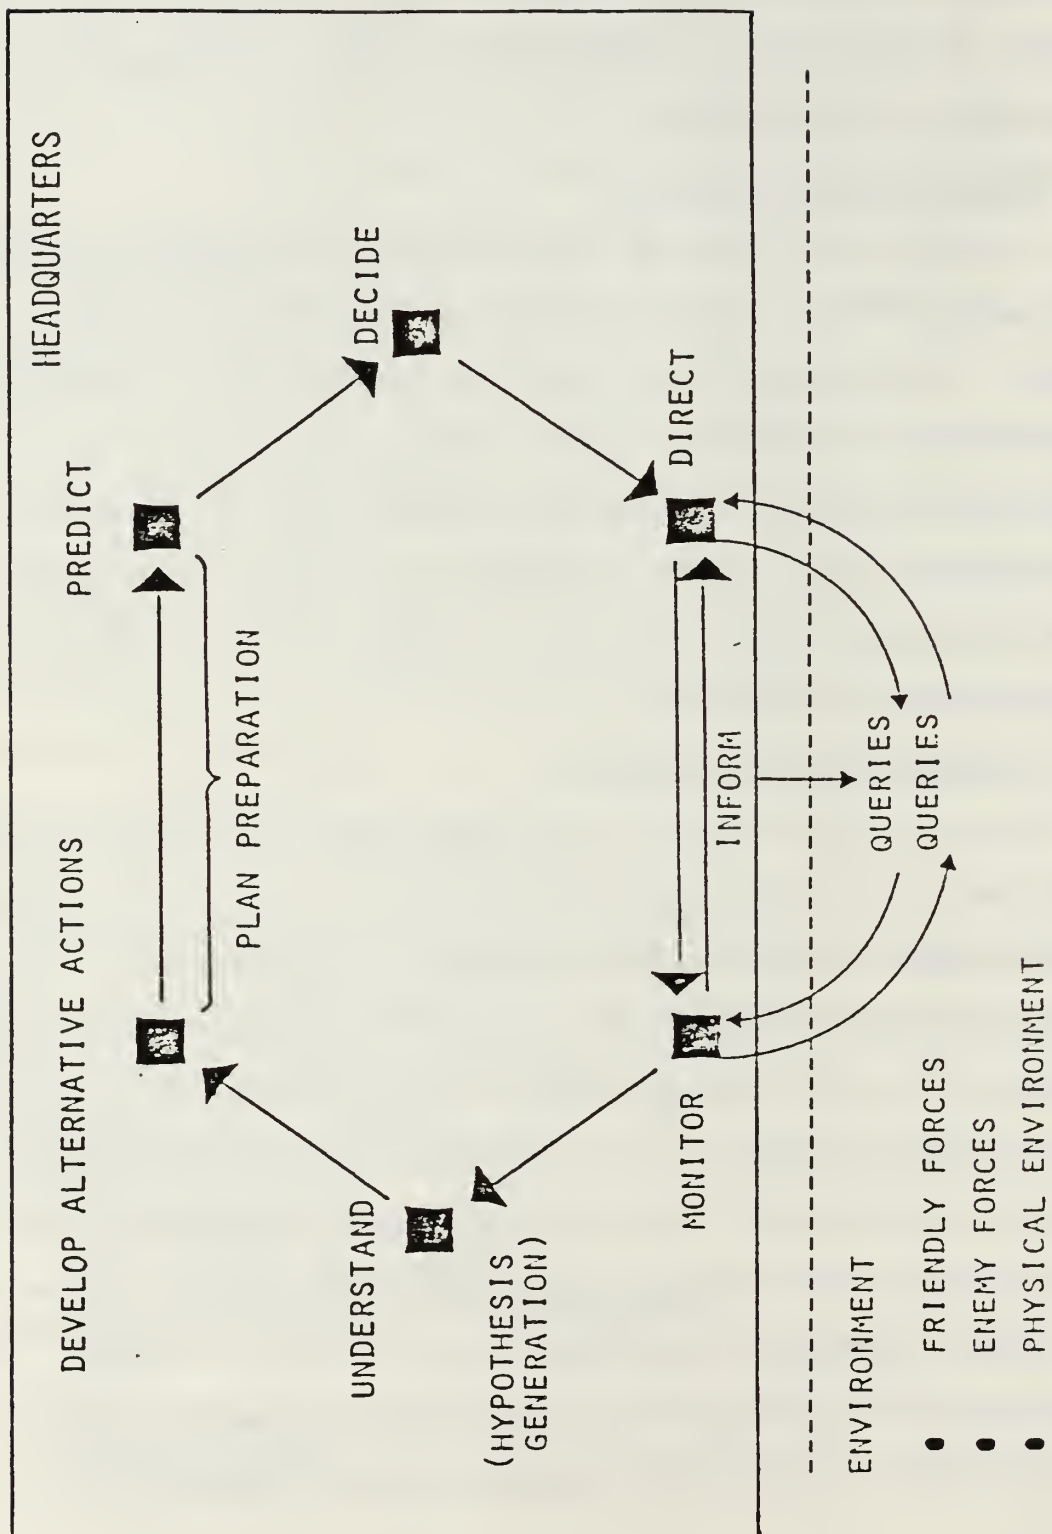 HEADQUARTERS
DEVELOP ALTERNATIVE ACTIONS
PREDICT
PLAN PREPARATION
UNDERSTAND
DECIDE
(HYPOTHESIS
GENERATION)
MONITOR
DIRECT
INFORM
ENVIRONMENT
QUERIES
QUERIES
• FRIENDLY FORCES
• ENEMY FORCES
• PHYSICAL ENVIRONMENT